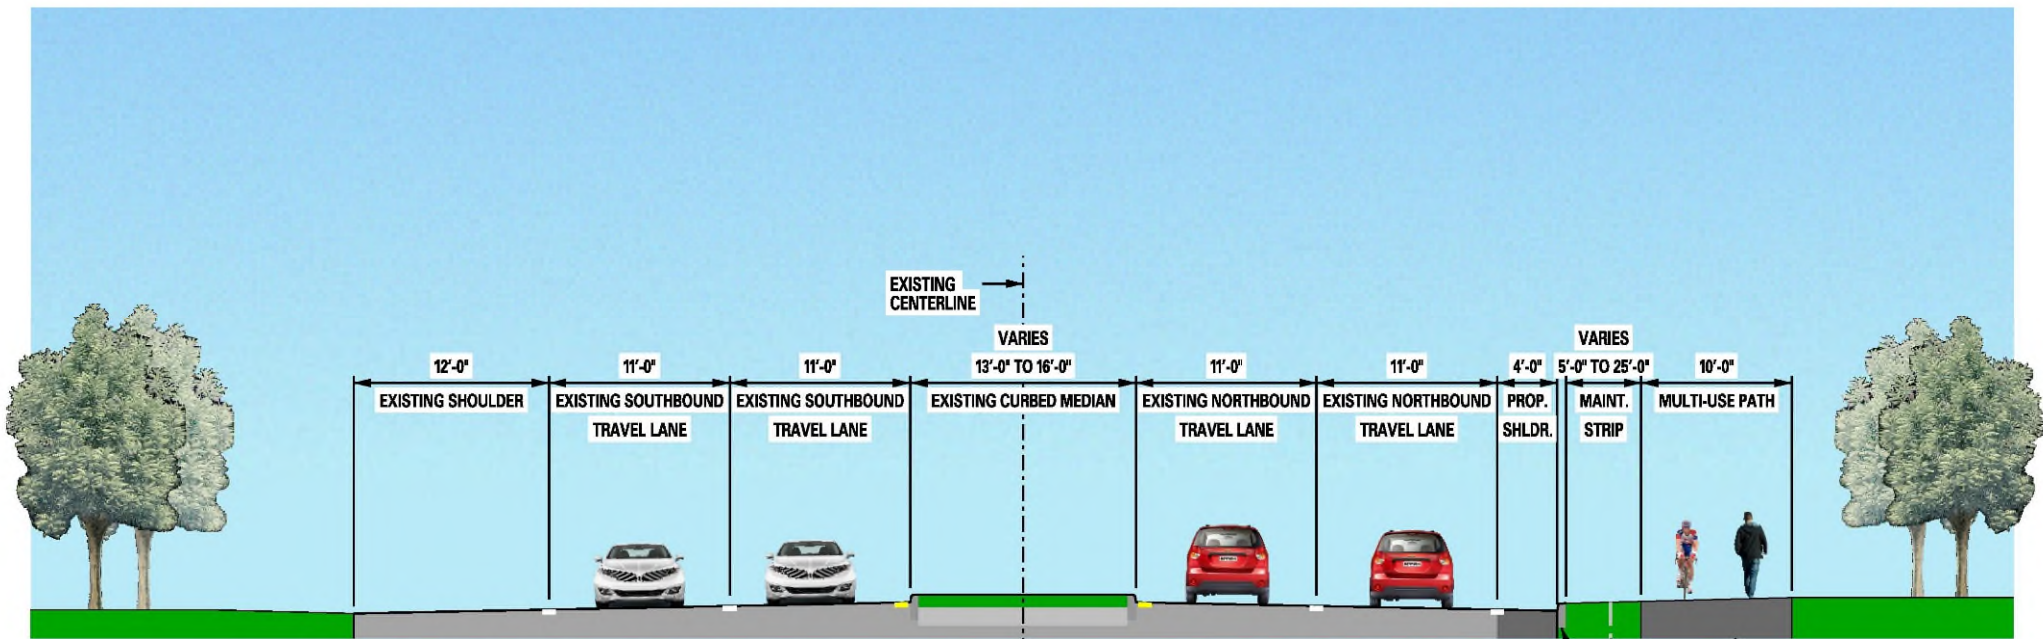 EXISTING
CENTERLINE
VARIES
VARIES
12'-0"
11'-0"
11'-0"
13'-0" TO 16'-0"
11'-0"
11'-0"
4'-0"
5'-0" TO 25'-0"
10'-0"
EXISTING SHOULDER
EXISTING SOUTHBOUND
TRAVEL LANE
EXISTING SOUTHBOUND
TRAVEL LANE
EXISTING CURBED MEDIAN
EXISTING NORTHBOUND
TRAVEL LANE
EXISTING NORTHBOUND
TRAVEL LANE
PROP.
SHLDR.
MAINT.
STRIP
MULTI-USE PATH